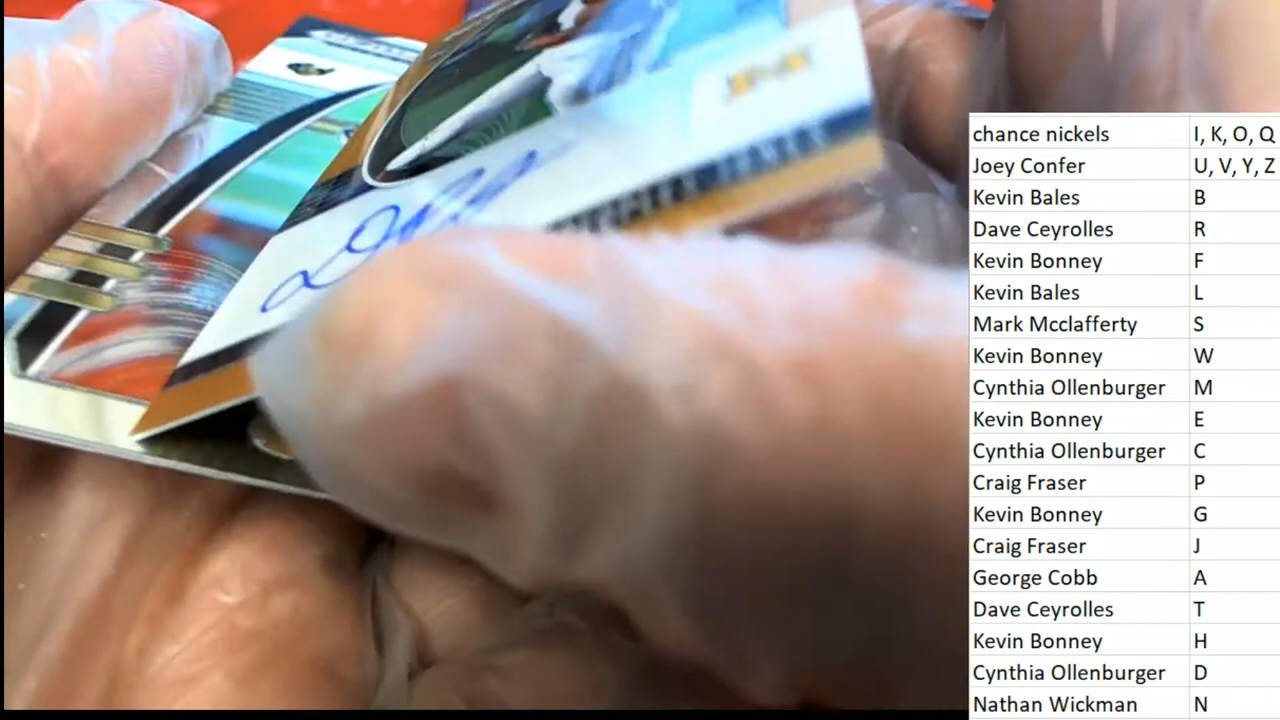 chance nickels I, K, O, Q
Joey Confer U, V, Y, Z
Kevin Bales B
Dave Ceyrolles R
Kevin Bonney F
Kevin Bales L
Mark Mcclafferty S
Kevin Bonney W
Cynthia Ollenburger M
Kevin Bonney E
Cynthia Ollenburger C
Craig Fraser P
Kevin Bonney G
Craig Fraser J
George Cobb A
Dave Ceyrolles T
Kevin Bonney H
Cynthia Ollenburger D
Nathan Wickman N